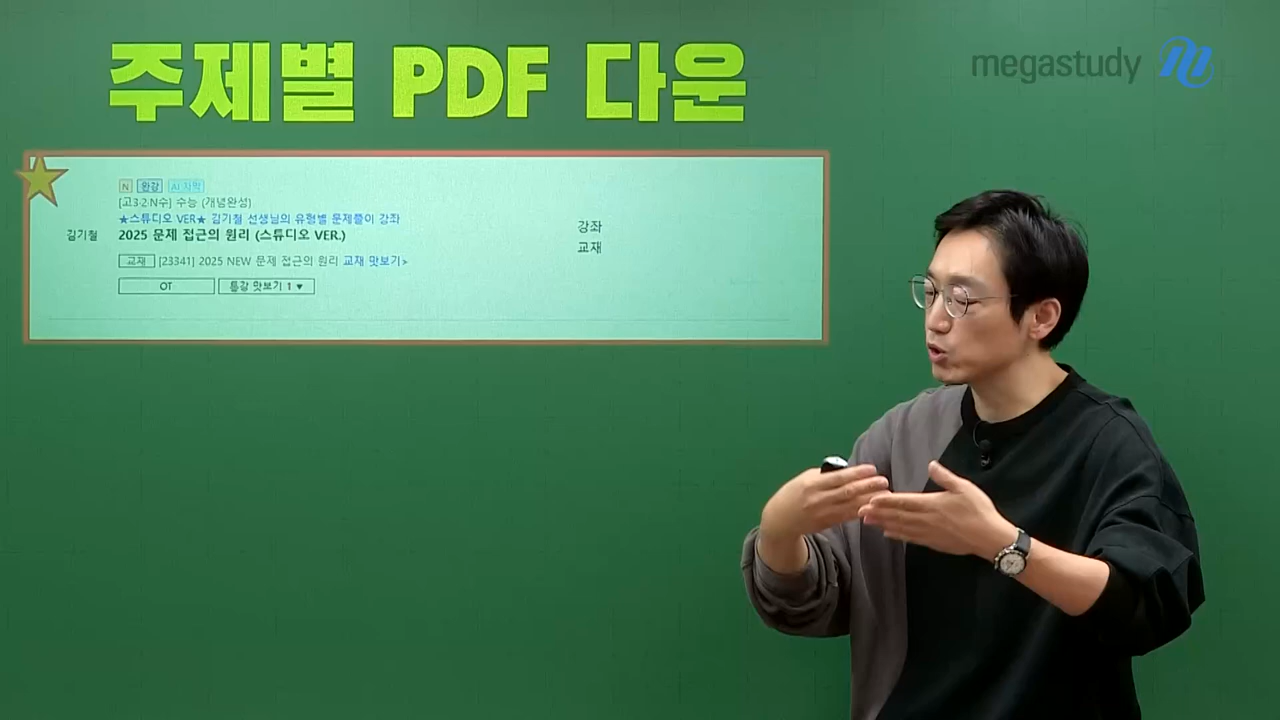 주제별 PDF 다운
megastudy
N 완강 AI 자막
[고3·2·N수] 수능 (개념완성)
★스튜디오 VER★ 김기철 선생님의 유형별 문제풀이 강좌
김기철
2025 문제 접근의 원리 (스튜디오 VER.)
강좌
교재
교재 [23341] 2025 NEW 문제 접근의 원리 교재 맛보기>
OT
특강 맛보기 1 ▼